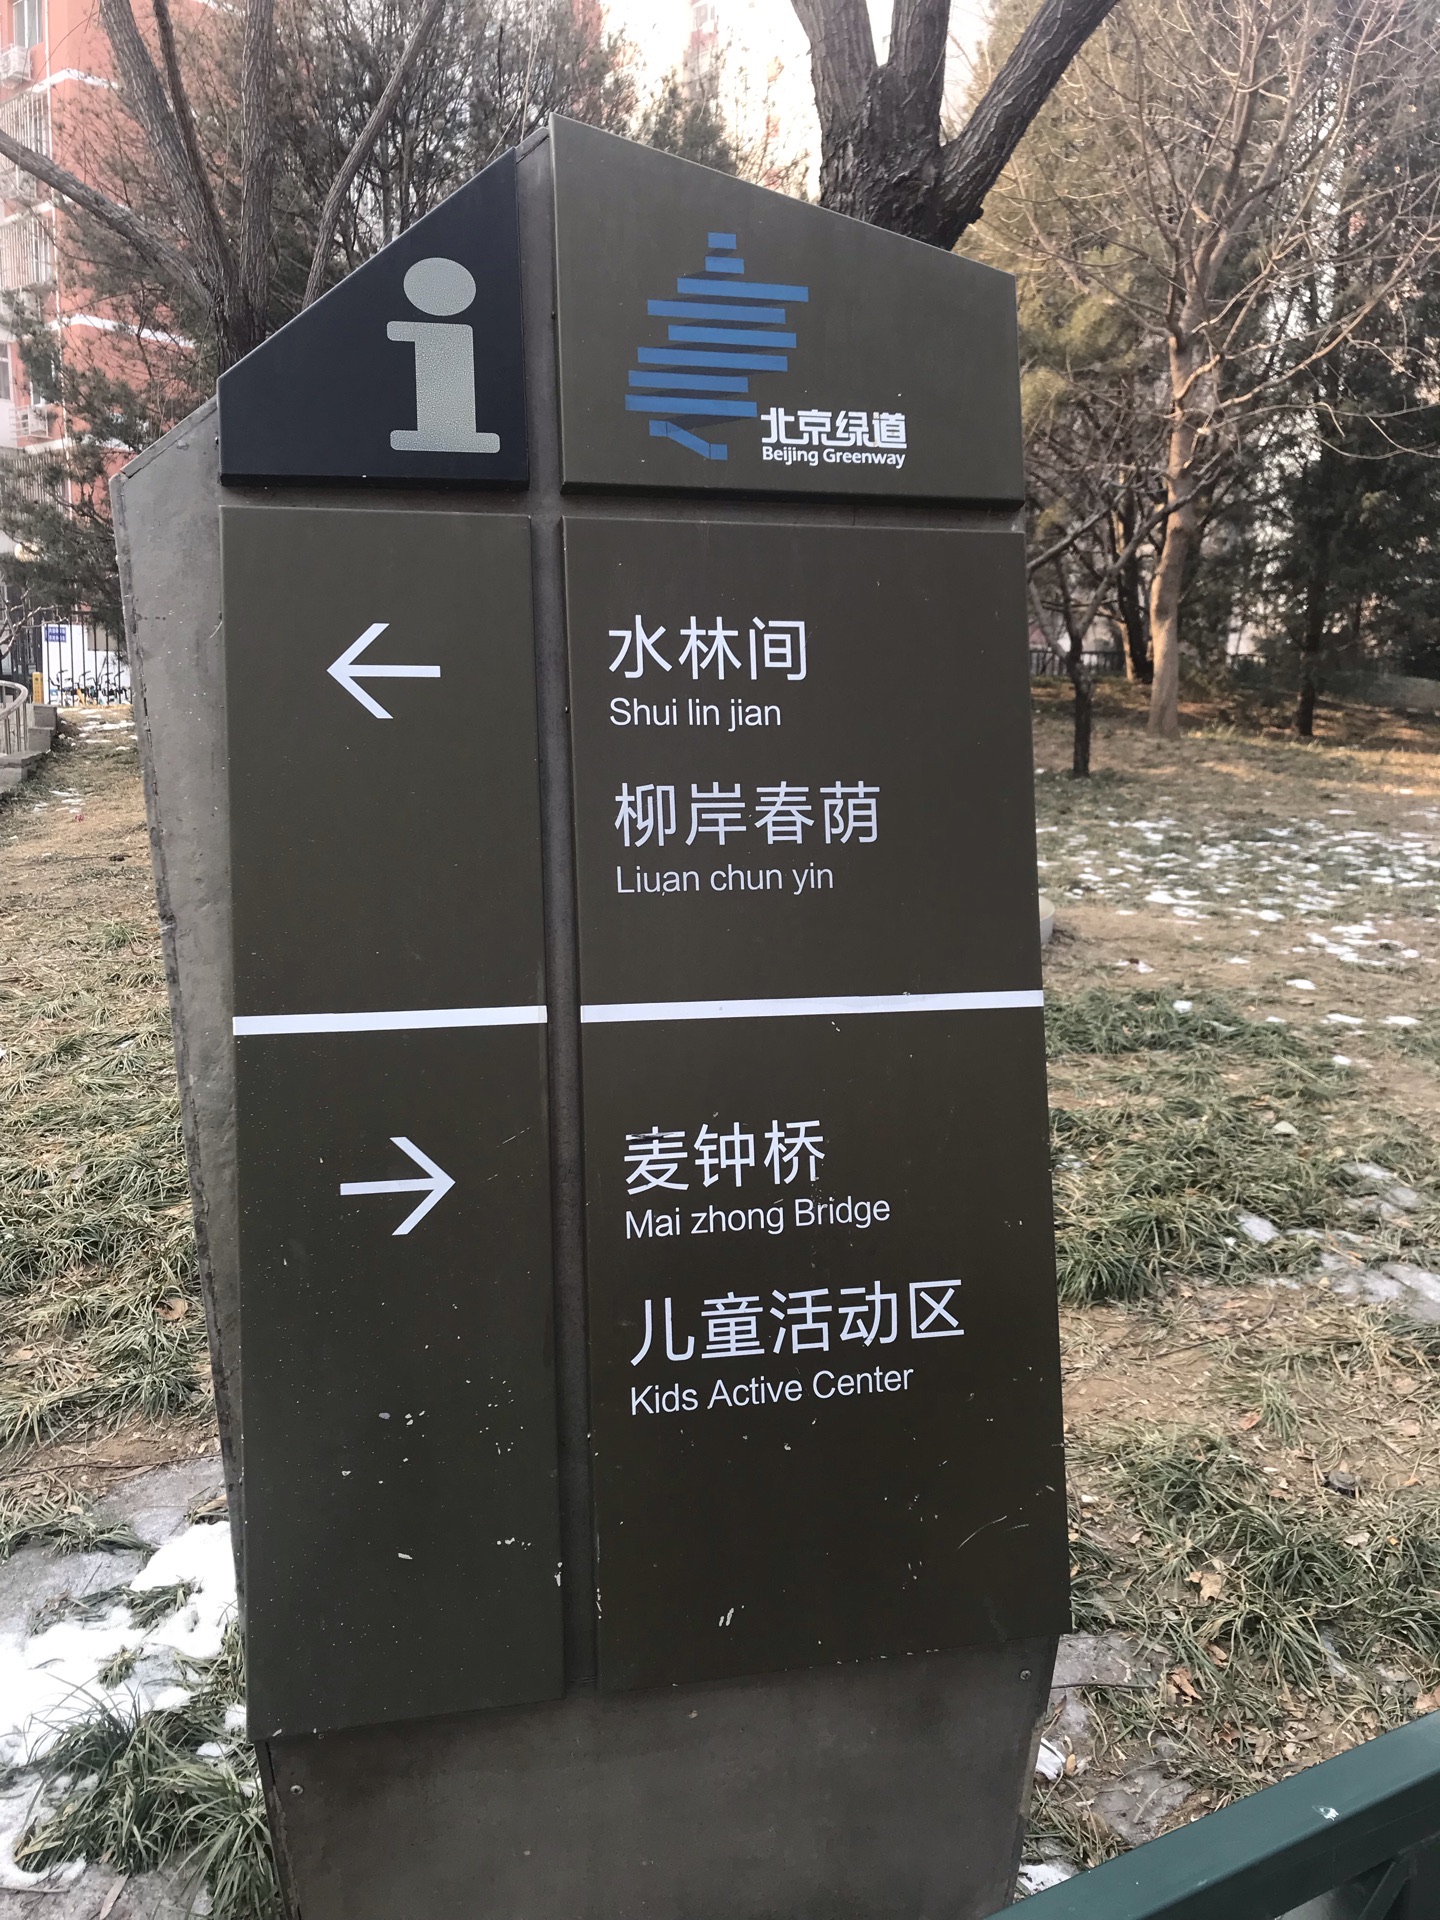 i
北京绿道
Beijing Greenway
水林间
Shui lin jian
柳岸春荫
Liuan chun yin
麦钟桥
Mai zhong Bridge
儿童活动区
Kids Active Center